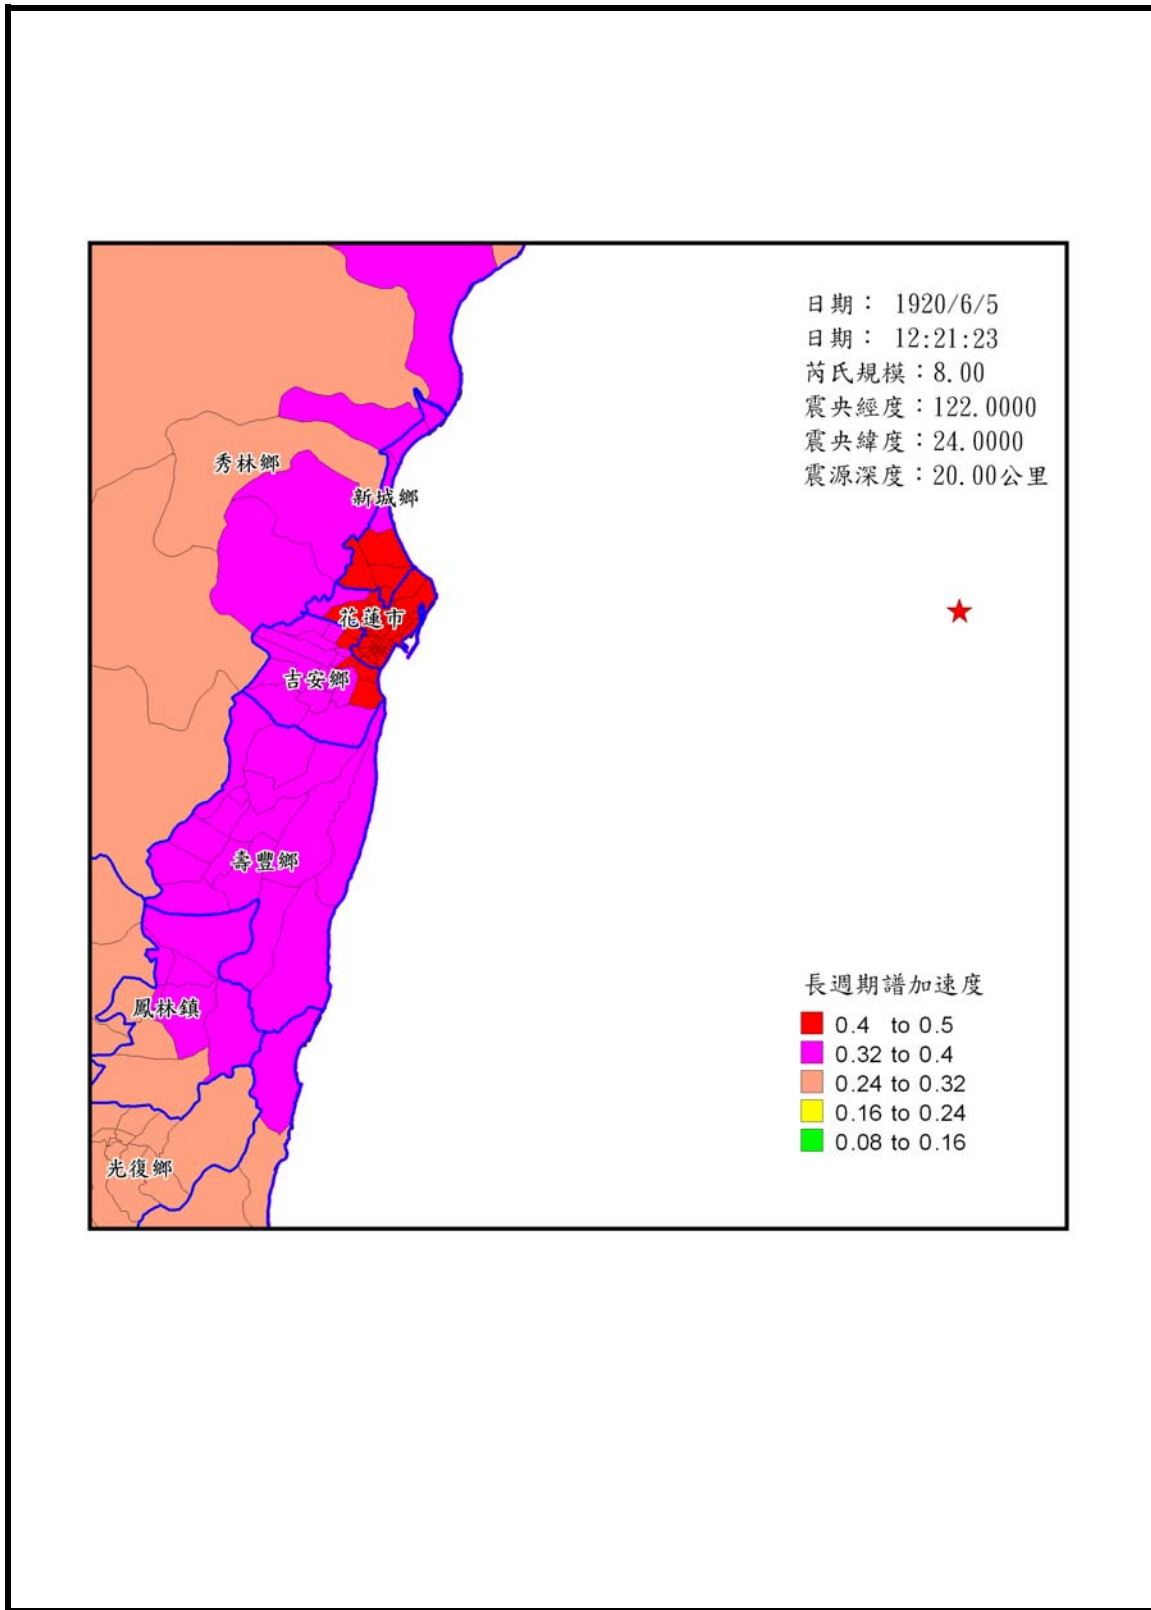 日期： 1920/6/5
日期： 12:21:23
芮氏規模：8.00
震央經度：122.0000
震央緯度：24.0000
震源深度：20.00公里
秀林鄉
新城鄉
花蓮市
吉安鄉
壽豐鄉
鳳林鎮
光復鄉
長週期譜加速度
0.4 to 0.5
0.32 to 0.4
0.24 to 0.32
0.16 to 0.24
0.08 to 0.16